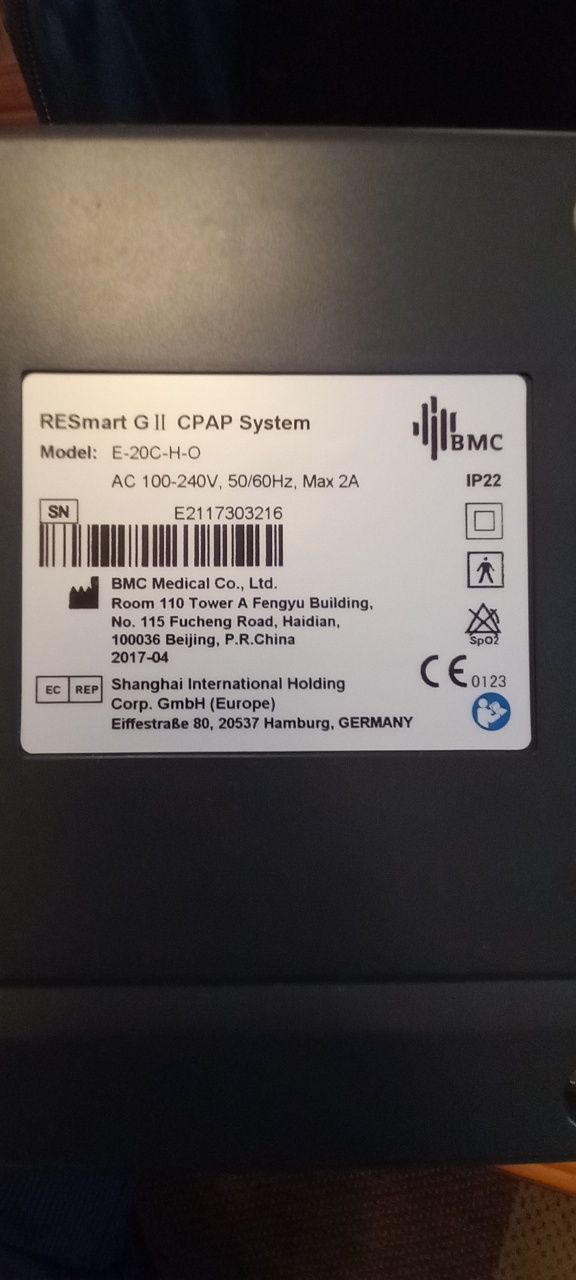 RESmart G II CPAP System
BMC
Model: E-20C-H-O
AC 100-240V, 50/60Hz, Max 2A
IP22
SN
E2117303216
BMC Medical Co., Ltd.
Room 110 Tower A Fengyu Building,
No. 115 Fucheng Road, Haidian,
100036 Beijing, P.R.China
2017-04
SpO2
EC REP
Shanghai International Holding
Corp. GmbH (Europe)
Eiffestraße 80, 20537 Hamburg, GERMANY
CE 0123